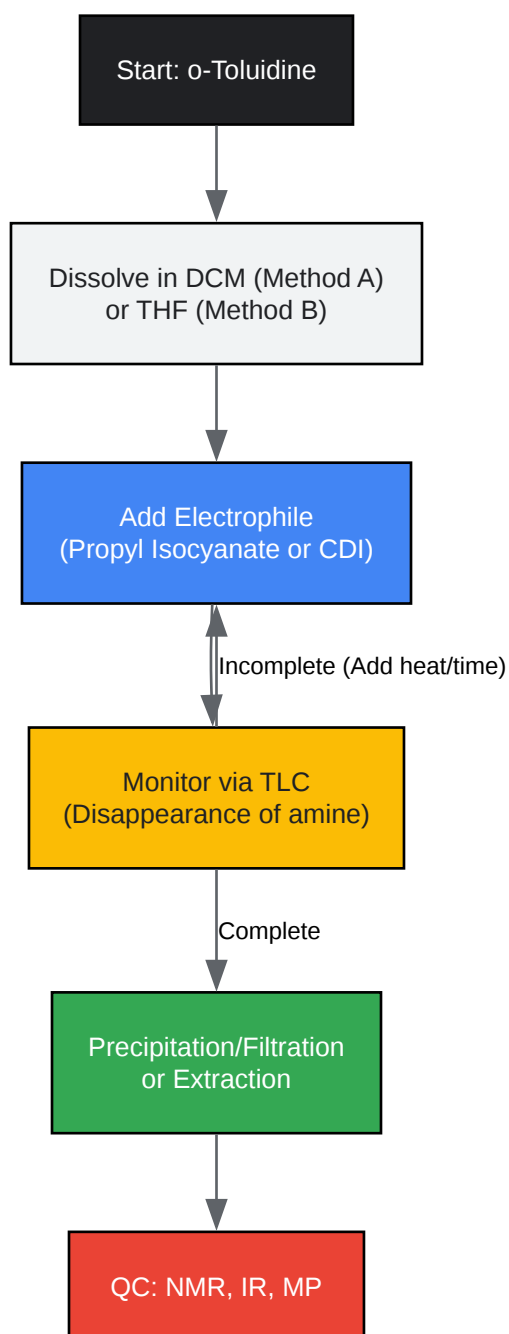 Start: o-Toluidine
Dissolve in DCM (Method A)
or THF (Method B)
Add Electrophile
(Propyl Isocyanate or CDI)
Incomplete (Add heat/time)
Monitor via TLC
(Disappearance of amine)
Complete
Precipitation/Filtration
or Extraction
QC: NMR, IR, MP